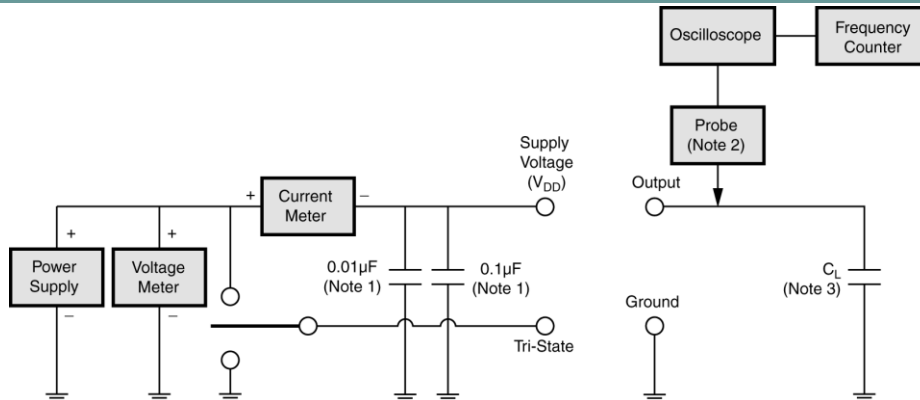 Oscilloscope
Frequency
Counter
Probe
(Note 2)
Supply
Voltage
(VDD)
Output
+
Current
Meter
–
+
Power
Supply
–
+
Voltage
Meter
–
0.01µF
(Note 1)
0.1µF
(Note 1)
CL
(Note 3)
Ground
Tri-State